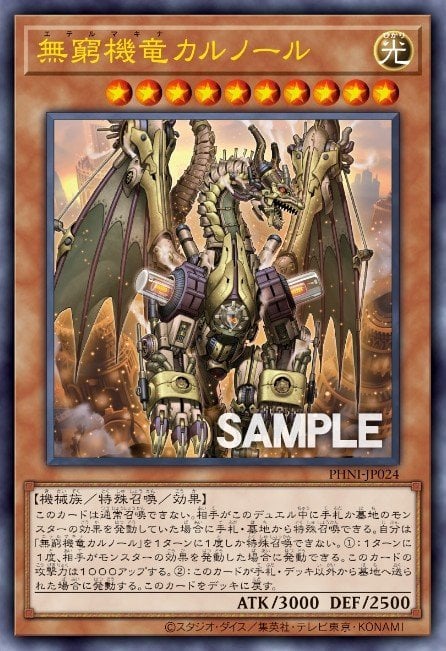 エテルマキナ
無窮機竜カルノール
ひかり
光
SAMPLE
PHNI-JP024
【機械族／特殊召喚／効果】
このカードは通常召喚できない。相手がこのデュエル中に手札か墓地のモン
スターの効果を発動していた場合に手札・墓地から特殊召喚できる。自分は
「無窮機竜カルノール」を1ターンに1度しか特殊召喚できない。①：1ターンに
1度、相手がモンスターの効果を発動した場合に発動できる。このカードの
攻撃力は1000アップする。②：このカードが手札・デッキ以外から墓地へ送ら
れた場合に発動する。このカードをデッキに戻す。
ATK/3000 DEF/2500
©スタジオ・ダイス／集英社・テレビ東京・KONAMI